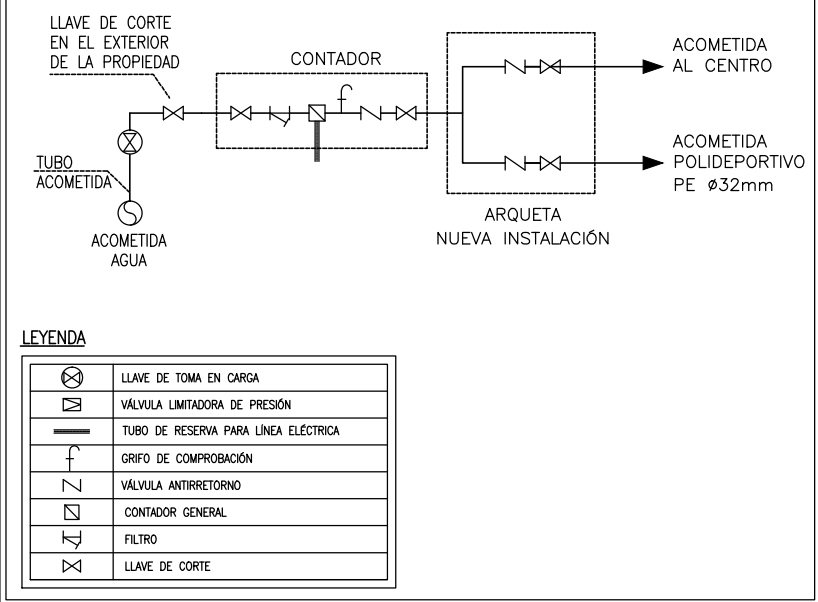 LLAVE DE CORTE
EN EL EXTERIOR
DE LA PROPIEDAD
CONTADOR
ACOMETIDA
AL CENTRO
TUBO
ACOMETIDA
ACOMETIDA
POLIDEPORTIVO
PE Ø32mm
ACOMETIDA
AGUA
ARQUETA
NUEVA INSTALACIÓN
LEYENDA
LLAVE DE TOMA EN CARGA
VÁLVULA LIMITADORA DE PRESIÓN
TUBO DE RESERVA PARA LÍNEA ELÉCTRICA
GRIFO DE COMPROBACIÓN
VÁLVULA ANTIRRETORNO
CONTADOR GENERAL
FILTRO
LLAVE DE CORTE